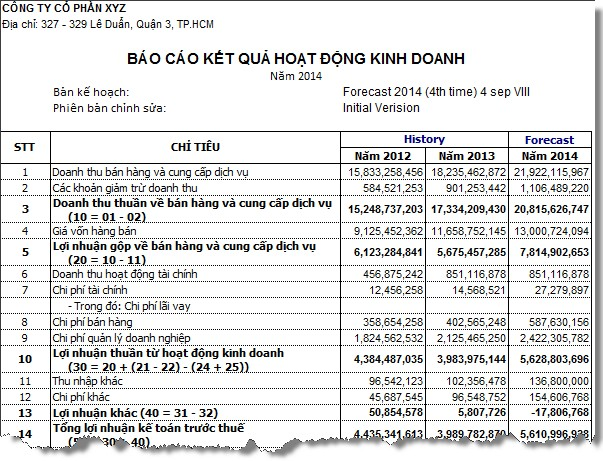 CÔNG TY CỔ PHẦN XYZ
Địa chỉ: 327 - 329 Lê Duẩn, Quận 3, TP.HCM
BÁO CÁO KẾT QUẢ HOẠT ĐỘNG KINH DOANH
Năm 2014
Bản kế hoạch: Forecast 2014 (4th time) 4 sep VIII
Phiên bản chỉnh sửa: Initial Verision
STT CHỈ TIÊU History Forecast
Năm 2012 Năm 2013 Năm 2014
1 Doanh thu bán hàng và cung cấp dịch vụ 15,833,258,456 18,235,462,872 21,922,115,967
2 Các khoản giảm trừ doanh thu 584,521,253 901,253,442 1,106,489,220
3 Doanh thu thuần về bán hàng và cung cấp dịch vụ 15,248,737,203 17,334,209,430 20,815,626,747
(10 = 01 - 02)
4 Giá vốn hàng bán 9,125,452,362 11,658,752,145 13,000,724,094
5 Lợi nhuận gộp về bán hàng và cung cấp dịch vụ 6,123,284,841 5,675,457,285 7,814,902,653
(20 = 10 - 11)
6 Doanh thu hoạt động tài chính 456,875,242 851,116,878 851,116,878
7 Chi phí tài chính 12,456,258 14,568,521 27,279,897
- Trong đó: Chi phí lãi vay
8 Chi phí bán hàng 358,654,258 402,565,248 587,630,156
9 Chi phí quản lý doanh nghiệp 1,824,562,532 2,125,465,250 2,422,305,782
10 Lợi nhuận thuần từ hoạt động kinh doanh 4,384,487,035 3,983,975,144 5,628,803,696
(30 = 20 + (21 - 22) - (24 + 25))
11 Thu nhập khác 96,542,123 102,356,478 136,800,000
12 Chi phí khác 45,687,545 96,548,752 154,606,768
13 Lợi nhuận khác (40 = 31 - 32) 50,854,578 5,807,726 -17,806,768
14 Tổng lợi nhuận kế toán trước thuế 4,435,341,613 3,989,782,870 5,610,996,928